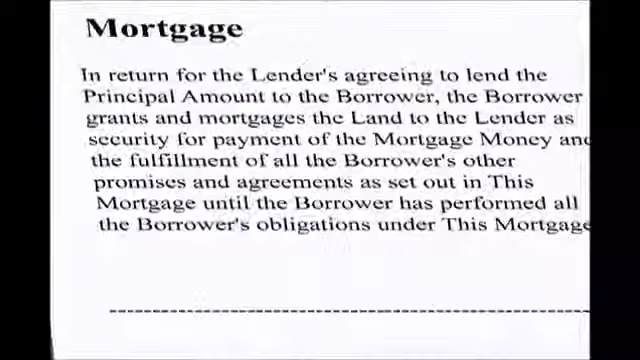 Mortgage
In return for the Lender's agreeing to lend the
Principal Amount to the Borrower, the Borrower
grants and mortgages the Land to the Lender as
security for payment of the Mortgage Money and
the fulfillment of all the Borrower's other
promises and agreements as set out in This
Mortgage until the Borrower has performed all
the Borrower's obligations under This Mortgage